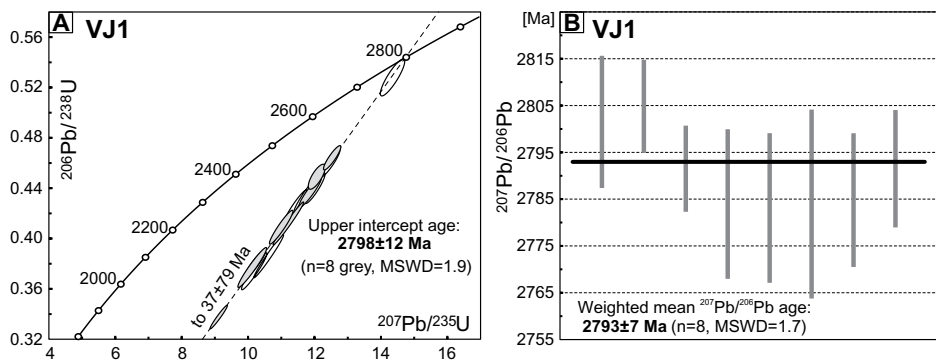 A VJ1
0.56
0.52
0.48
0.44
0.40
0.36
0.32
206Pb/238U
2000
2200
2400
2600
2800
to 37±79 Ma
Upper intercept age:
2798±12 Ma
(n=8 grey, MSWD=1.9)
207Pb/235U
4 6 8 10 12 14 16
[Ma] B VJ1
2815
2805
2795
2785
2775
2765
2755
207Pb/206Pb
Weighted mean 207Pb/206Pb age:
2793±7 Ma (n=8, MSWD=1.7)